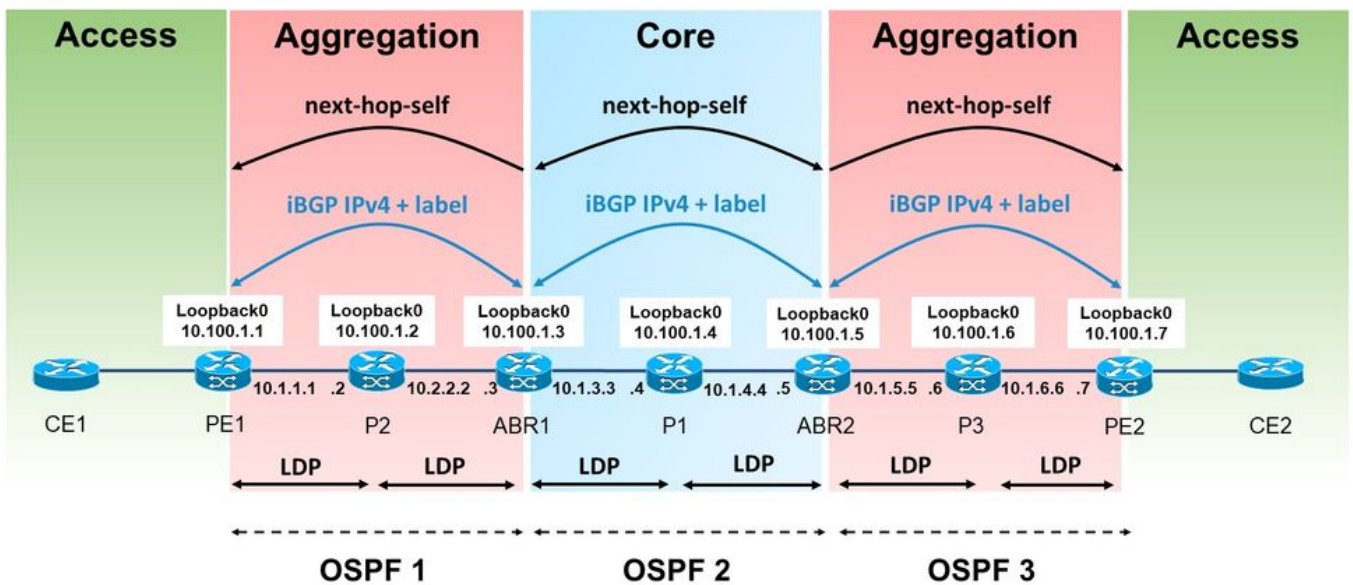 Access
Aggregation
Core
Aggregation
Access
next-hop-self
next-hop-self
next-hop-self
iBGP IPv4 + label
iBGP IPv4 + label
iBGP IPv4 + label
Loopback0
10.100.1.1
Loopback0
10.100.1.2
Loopback0
10.100.1.3
Loopback0
10.100.1.4
Loopback0
10.100.1.5
Loopback0
10.100.1.6
Loopback0
10.100.1.7
10.1.1.1 .2
10.2.2.2 .3
10.1.3.3 .4
10.1.4.4 .5
10.1.5.5 .6
10.1.6.6 .7
CE1
PE1
P2
ABR1
P1
ABR2
P3
PE2
CE2
LDP
LDP
LDP
LDP
LDP
LDP
OSPF 1
OSPF 2
OSPF 3